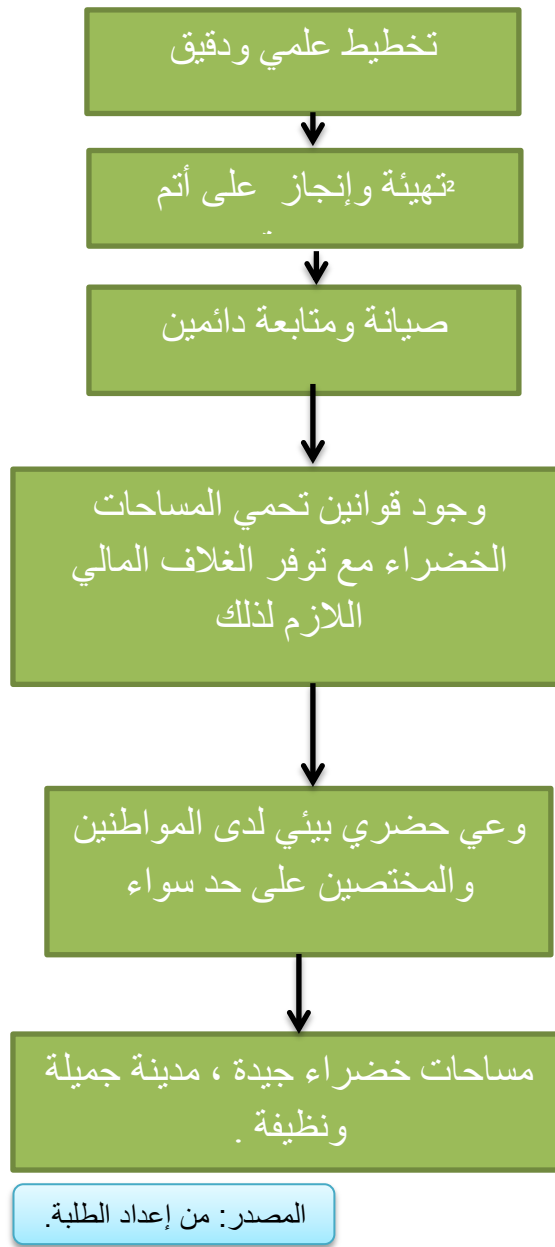 تخطيط علمي ودقيق
²تهيئة وإنجاز على أتم
صيانة ومتابعة دائمين
وجود قوانين تحمي المساحات
الخضراء مع توفر الغلاف المالي
اللازم لذلك
وعي حضري بيئي لدى المواطنين
والمختصين على حد سواء
مساحات خضراء جيدة ، مدينة جميلة
ونظيفة .
المصدر: من إعداد الطلبة.